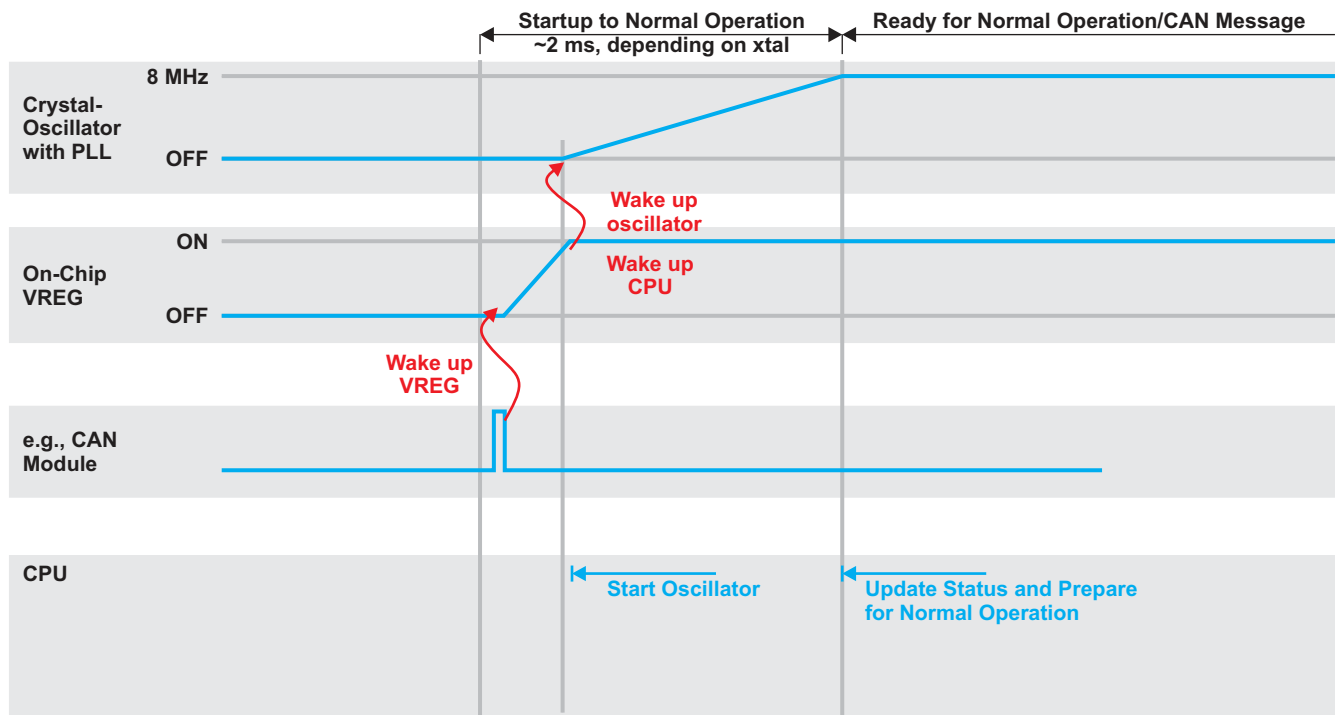 Startup to Normal Operation
~2 ms, depending on xtal
Ready for Normal Operation/CAN Message
8 MHz
Crystal-
Oscillator
with PLL
OFF
Wake up
oscillator
ON
Wake up
CPU
On-Chip
VREG
OFF
Wake up
VREG
e.g., CAN
Module
CPU
Start Oscillator
Update Status and Prepare
for Normal Operation